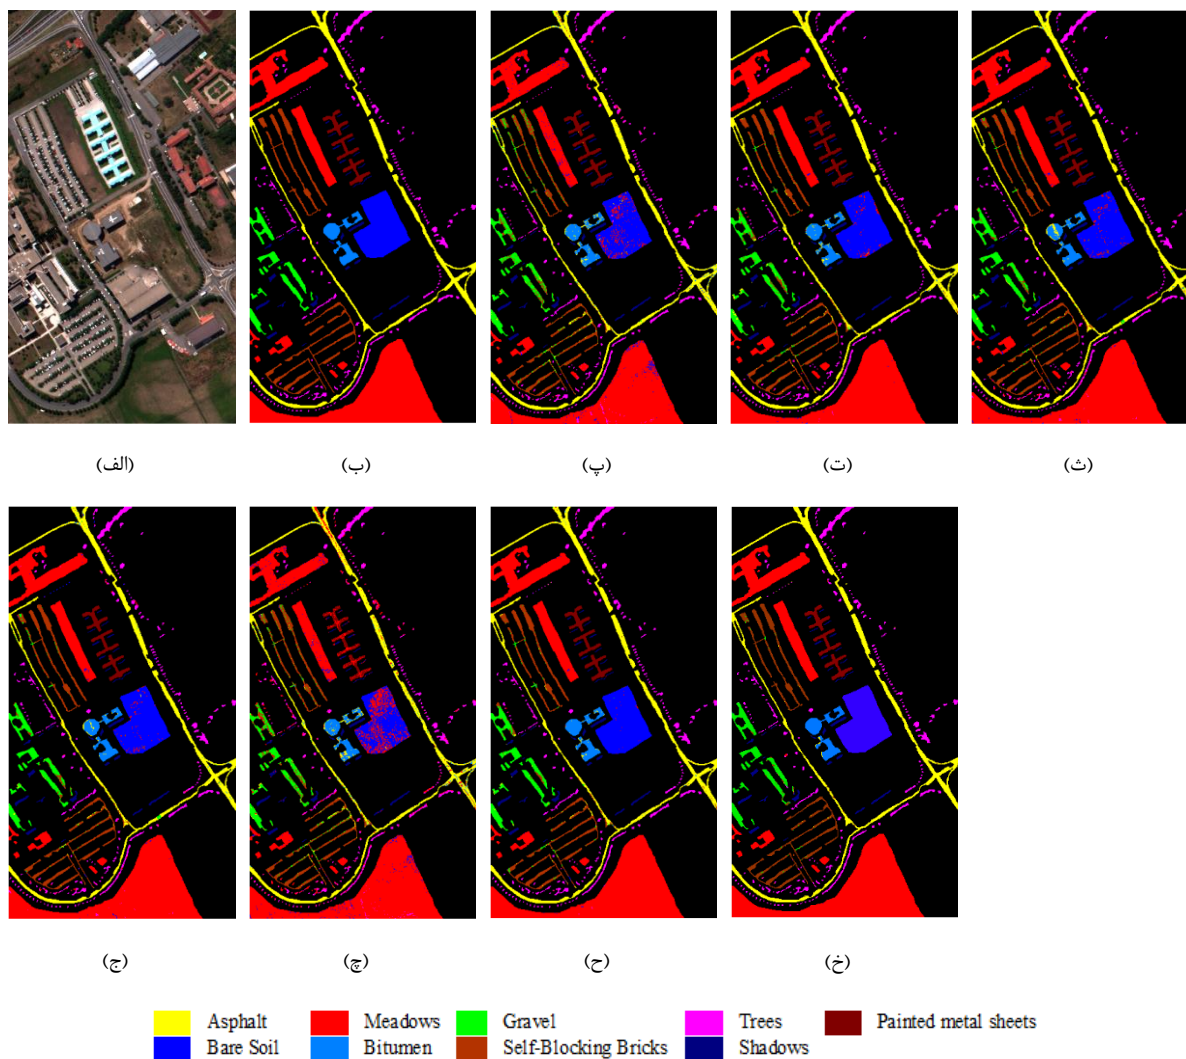 (الف) (ب) (پ) (ت) (ث)
(ج) (چ) (ح) (خ)
Asphalt Meadows Gravel Trees Painted metal sheets
Bare Soil Bitumen Self-Blocking Bricks Shadows